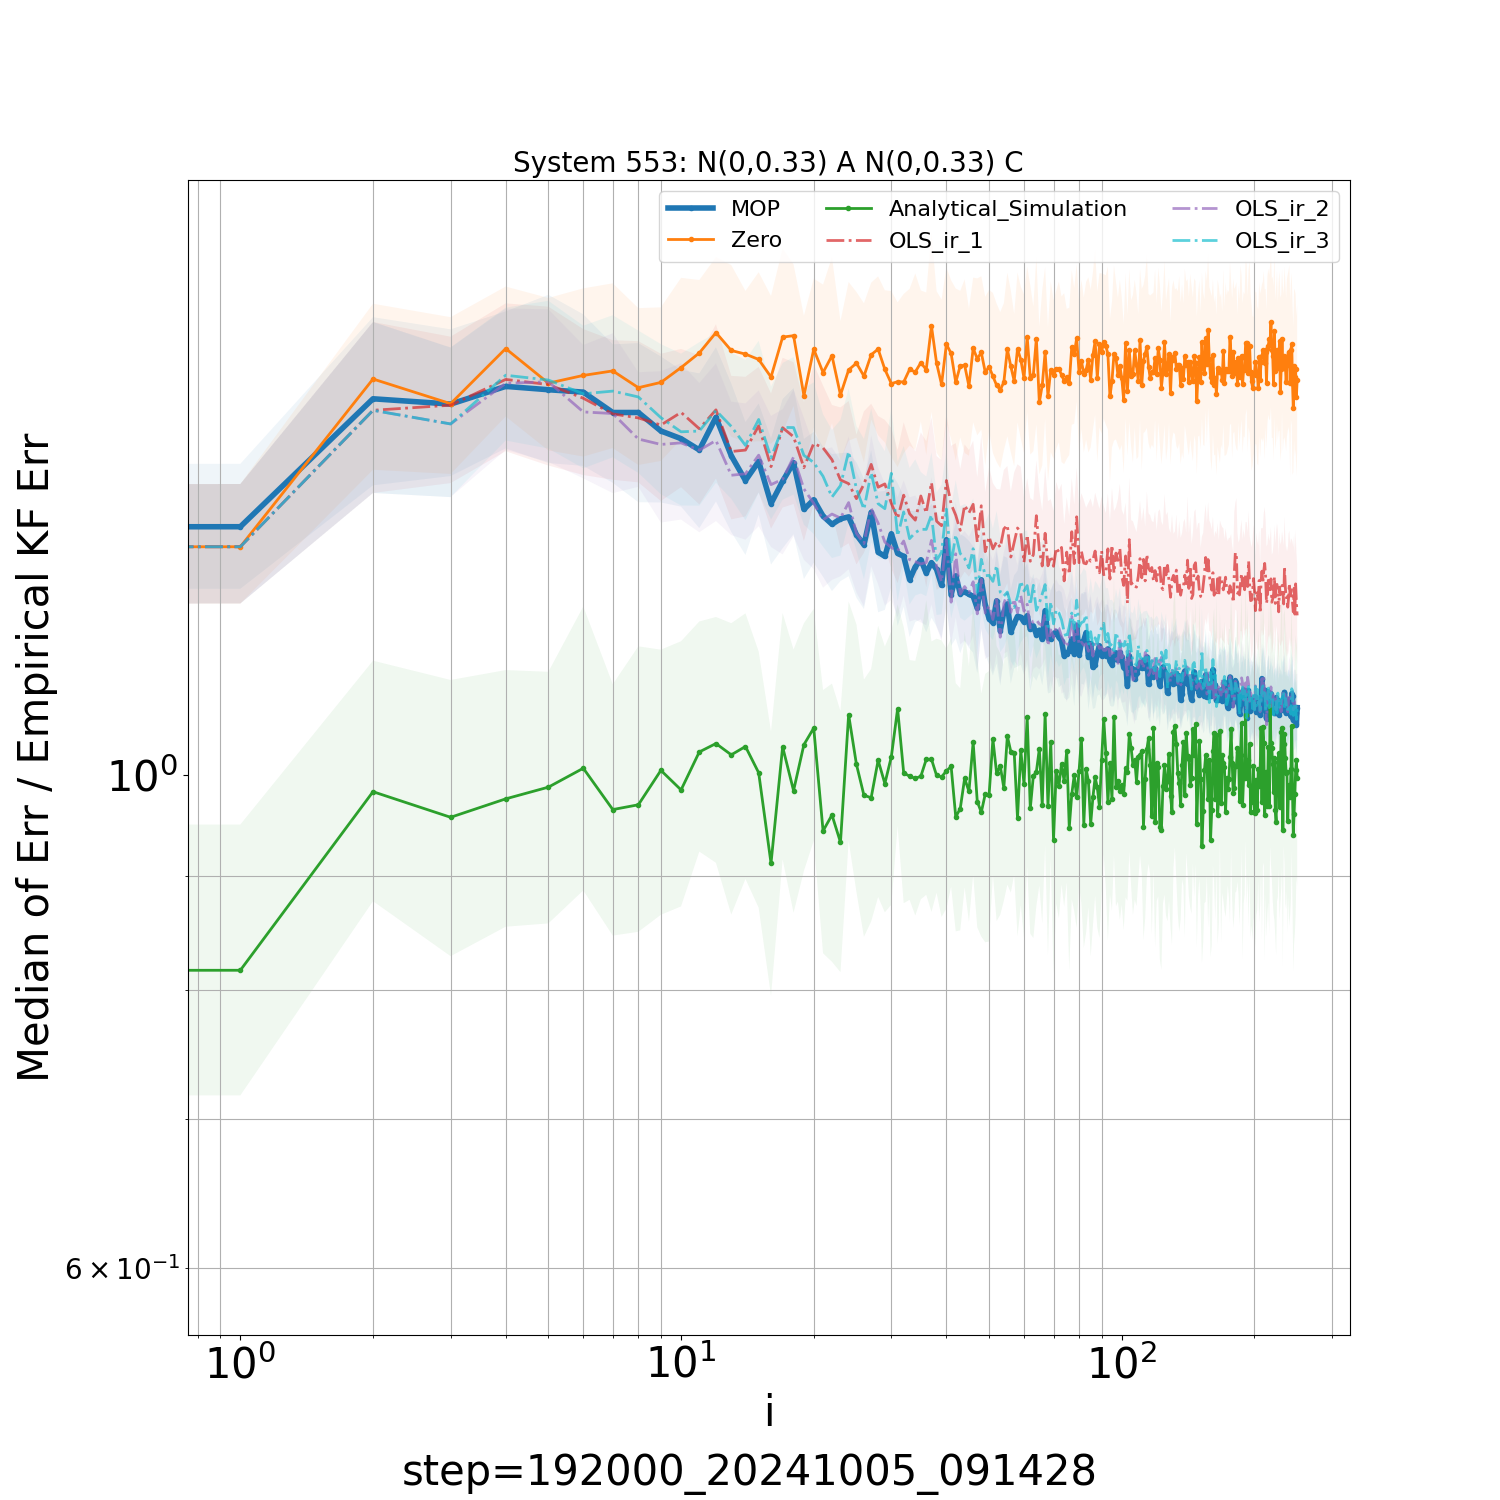 System 553: N(0,0.33) A N(0,0.33) C
MOP
Zero
Analytical_Simulation
OLS_ir_1
OLS_ir_2
OLS_ir_3
Median of Err / Empirical KF Err
10⁰
6 × 10⁻¹
10⁰
10¹
10²
i
step=192000_20241005_091428